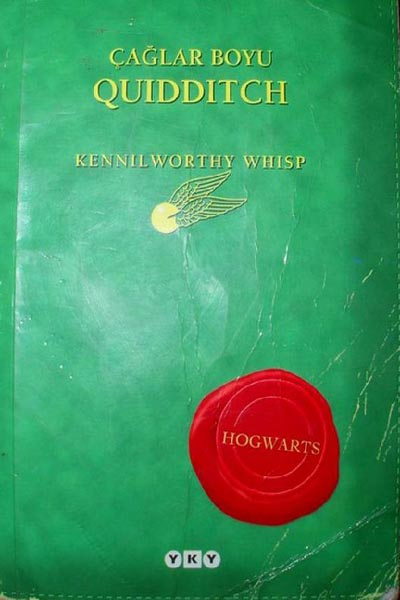 ÇAĞLAR BOYU
QUIDDITCH
KENNILWORTHY WHISP
HOGWARTS
YKY